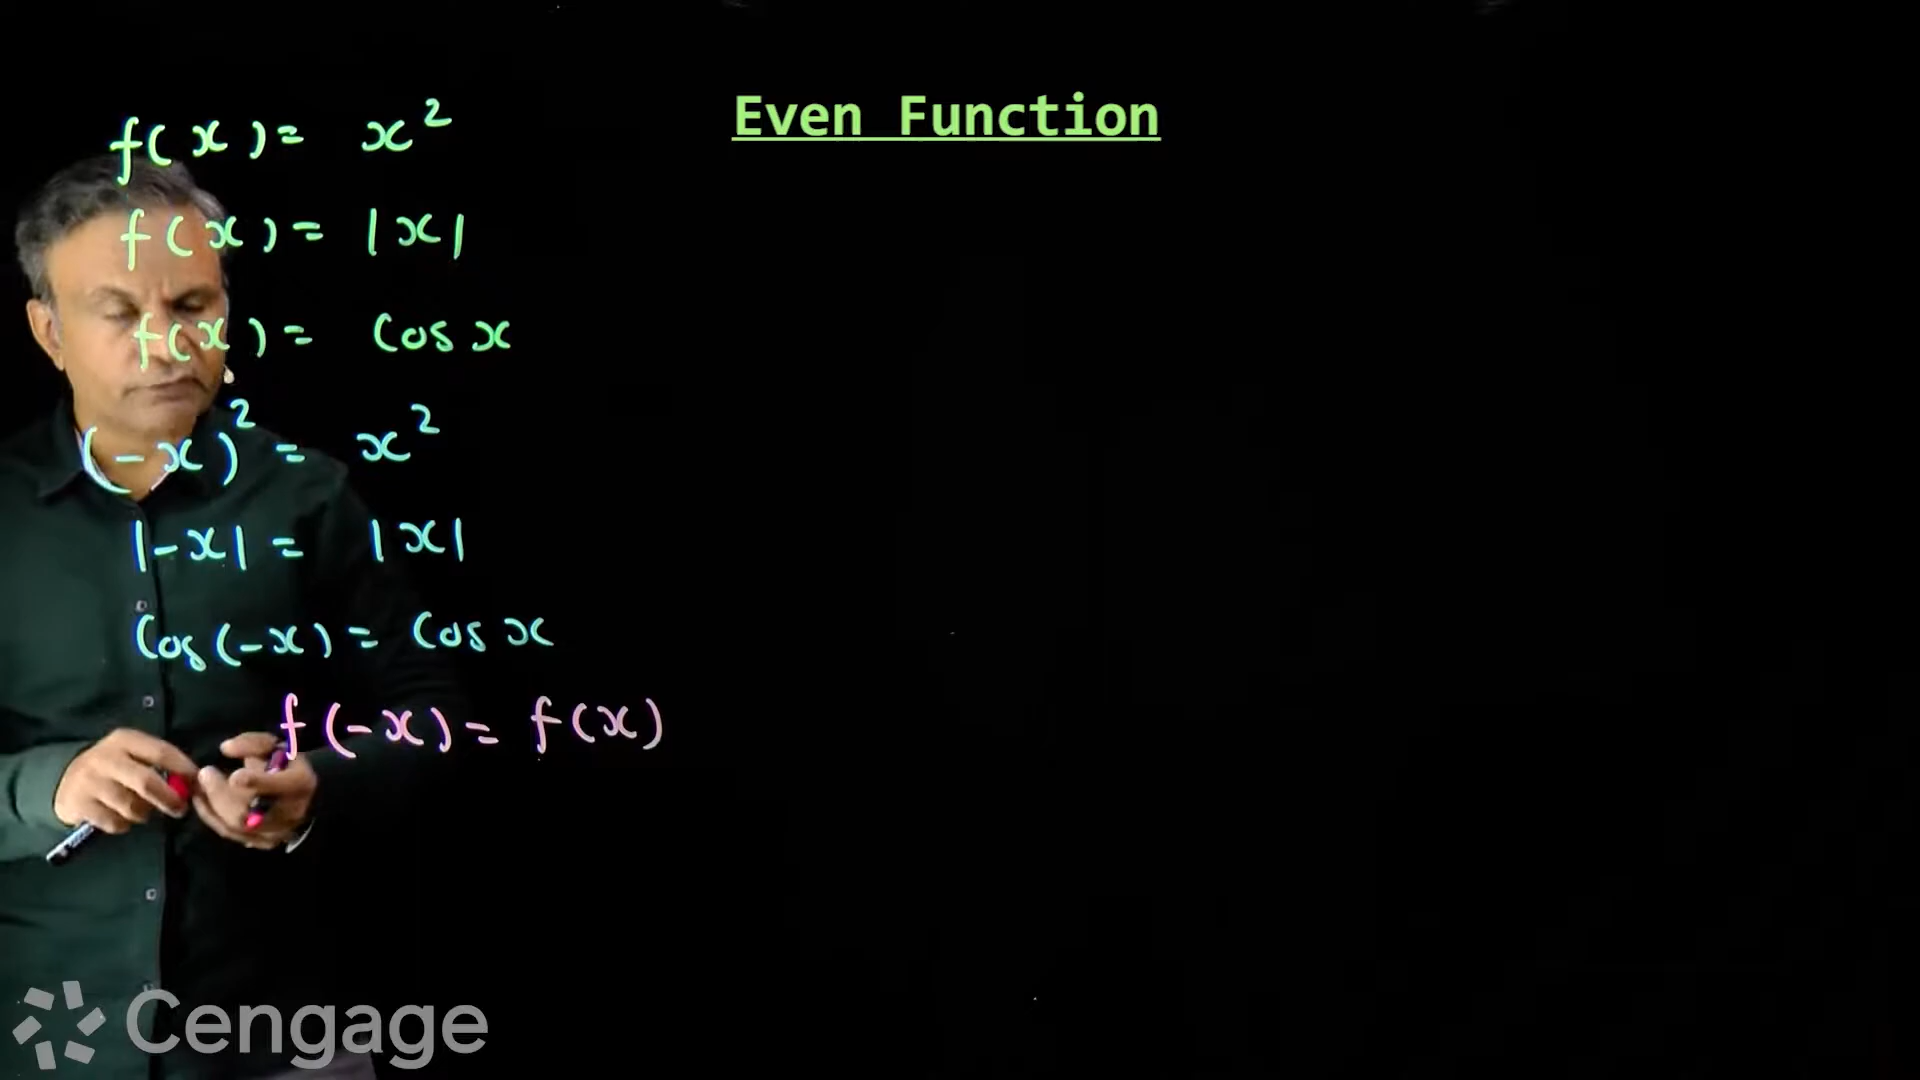 Even Function
f(x) = x²
f(x) = |x|
f(x) = Cos x
(-x)² = x²
|-x| = |x|
Cos(-x) = Cos x
f(-x) = f(x)
Cengage